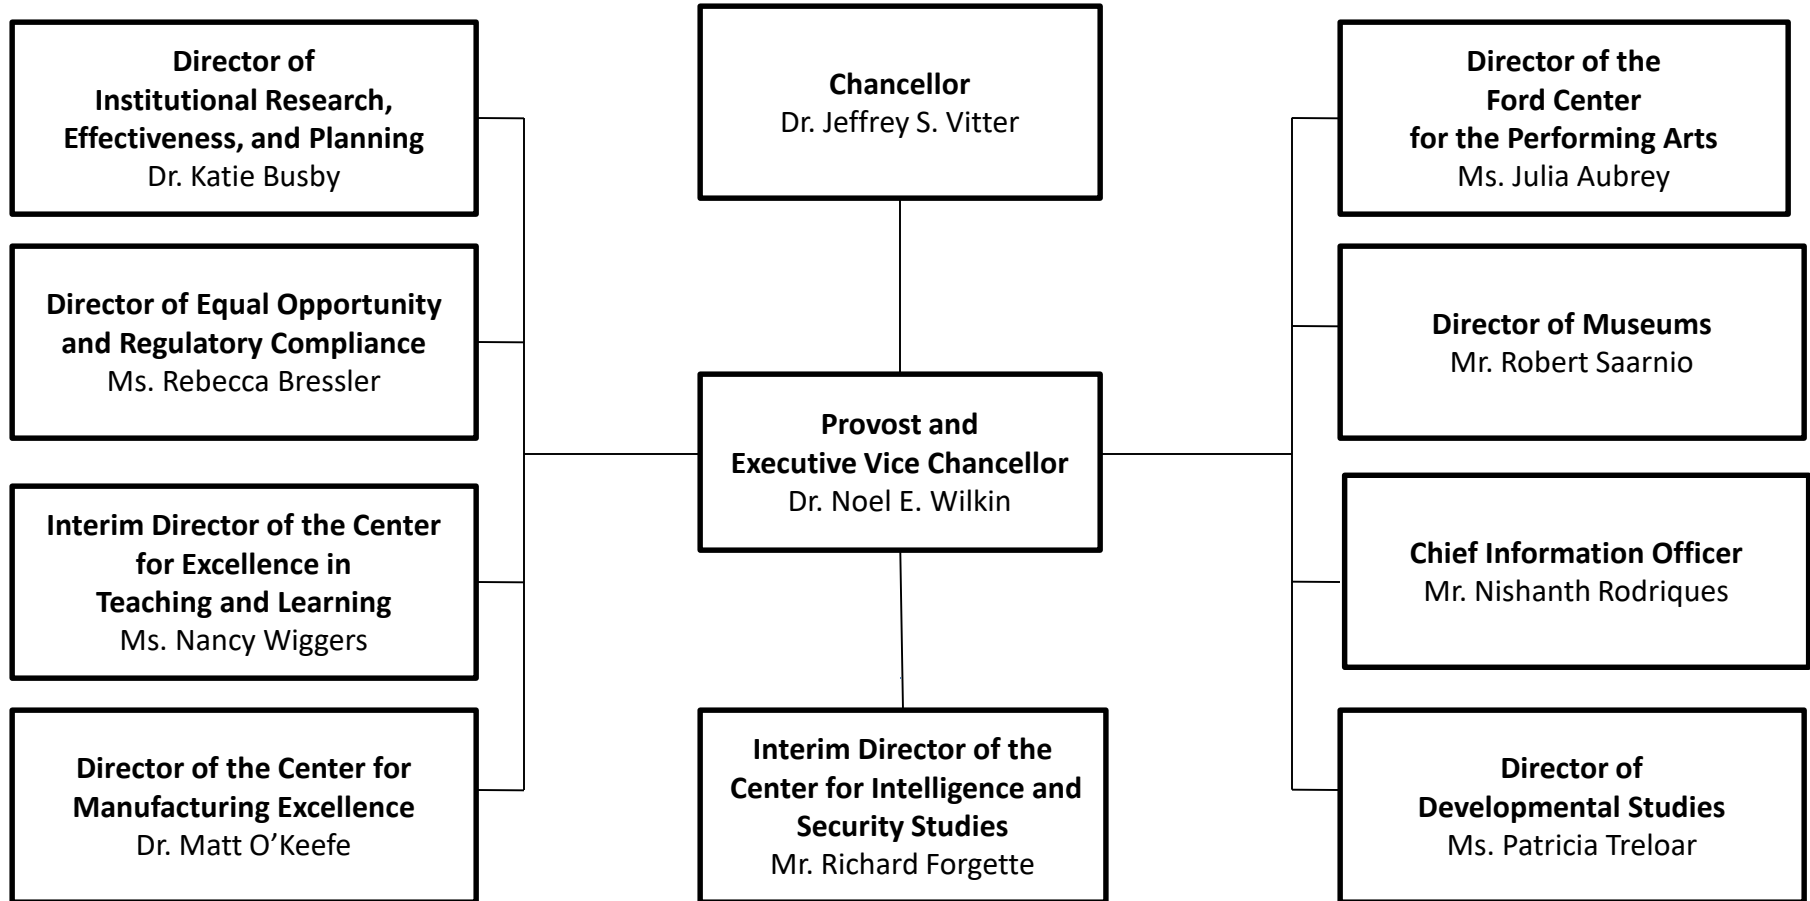 Director of
Institutional Research,
Effectiveness, and Planning
Dr. Katie Busby
Director of Equal Opportunity
and Regulatory Compliance
Ms. Rebecca Bressler
Interim Director of the Center
for Excellence in
Teaching and Learning
Ms. Nancy Wiggers
Director of the Center for
Manufacturing Excellence
Dr. Matt O’Keefe
Chancellor
Dr. Jeffrey S. Vitter
Provost and
Executive Vice Chancellor
Dr. Noel E. Wilkin
Interim Director of the
Center for Intelligence and
Security Studies
Mr. Richard Forgette
Director of the
Ford Center
for the Performing Arts
Ms. Julia Aubrey
Director of Museums
Mr. Robert Saarnio
Chief Information Officer
Mr. Nishanth Rodriques
Director of
Developmental Studies
Ms. Patricia Treloar